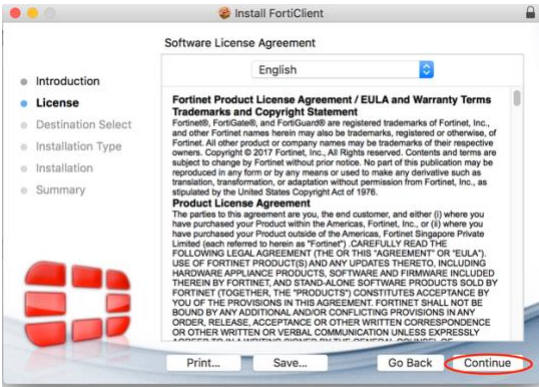 Install FortiClient
Software License Agreement
English
Introduction
License
Destination Select
Installation Type
Installation
Summary
Fortinet Product License Agreement / EULA and Warranty Terms
Trademarks and Copyright Statement
Fortinet®, FortiGate®, and FortiGuard® are registered trademarks of Fortinet, Inc.,
and other Fortinet names herein may also be trademarks, registered or otherwise, of
Fortinet. All other product or company names may be trademarks of their respective
owners. Copyright © 2017 Fortinet, Inc., All Rights reserved. Contents and terms are
subject to change by Fortinet without prior notice. No part of this publication may be
reproduced in any form or by any means or used to make any derivative such as
translation, transformation, or adaptation without permission from Fortinet, Inc., as
stipulated by the United States Copyright Act of 1976.
Product License Agreement
The parties to this agreement are you, the end customer, and either (i) where you
have purchased your Product within the Americas, Fortinet, Inc., or (ii) where you
have purchased your Product outside of the Americas, Fortinet Singapore Private
Limited (each referred to herein as "Fortinet") .CAREFULLY READ THE
FOLLOWING LEGAL AGREEMENT (THE OR THIS "AGREEMENT" OR "EULA").
USE OF FORTINET PRODUCT(S) AND ANY UPDATES THERETO, INCLUDING
HARDWARE APPLIANCE PRODUCTS, SOFTWARE AND FIRMWARE INCLUDED
THEREIN BY FORTINET, AND STAND-ALONE SOFTWARE PRODUCTS SOLD BY
FORTINET (TOGETHER, THE "PRODUCTS") CONSTITUTES ACCEPTANCE BY
YOU OF THE PROVISIONS IN THIS AGREEMENT. FORTINET SHALL NOT BE
BOUND BY ANY ADDITIONAL AND/OR CONFLICTING PROVISIONS IN ANY
ORDER, RELEASE, ACCEPTANCE OR OTHER WRITTEN CORRESPONDENCE
OR OTHER WRITTEN OR VERBAL COMMUNICATION UNLESS EXPRESSLY
Print...
Save...
Go Back
Continue